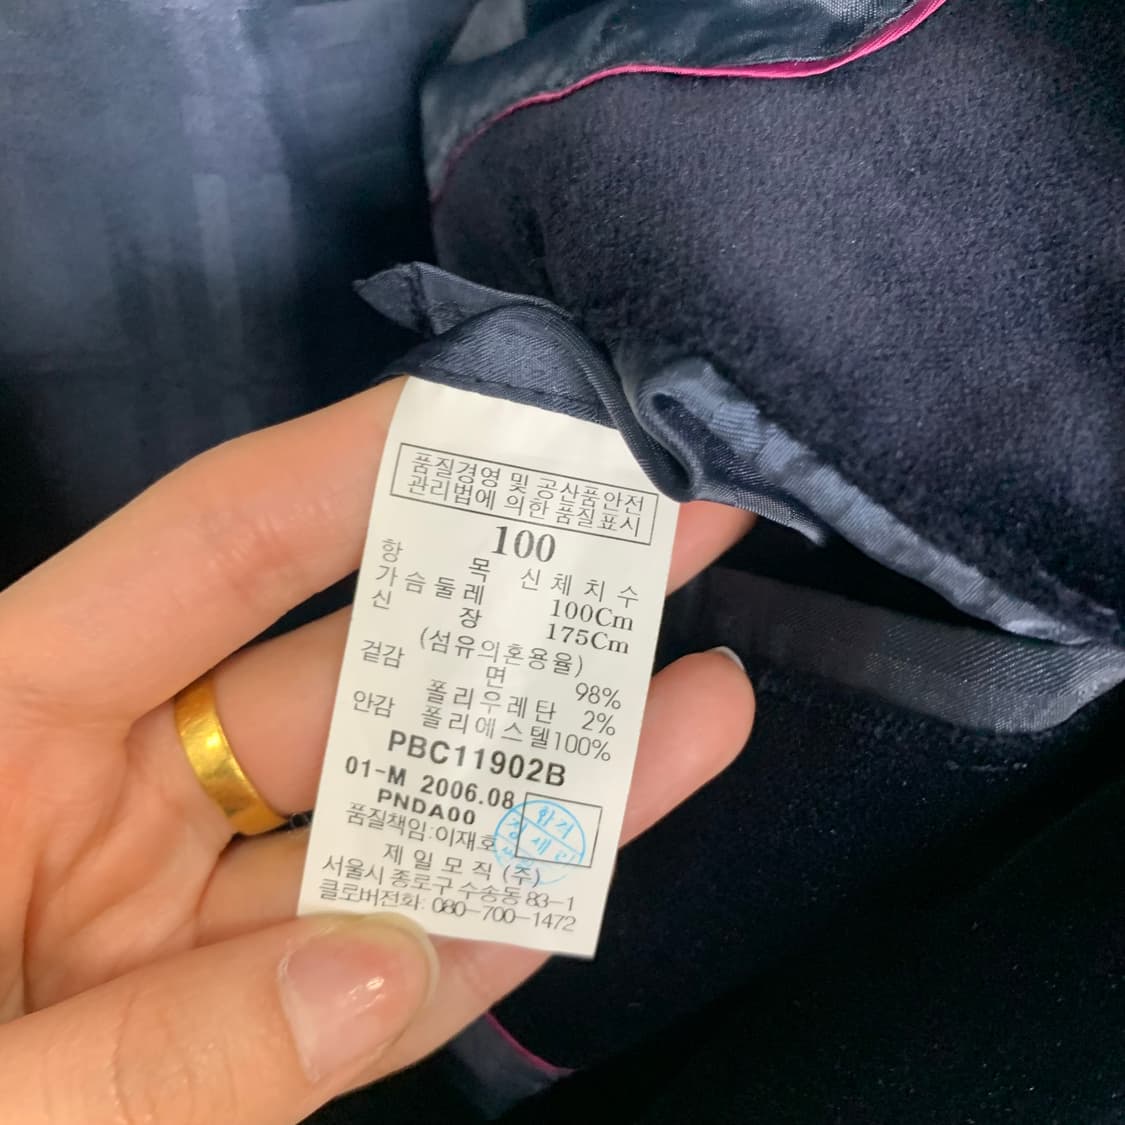 품질경영 및 공산품안전
관리법에 의한 품질표시
100
항 목 신 체 치 수
가 슴 둘 레 100Cm
신 장 175Cm
(섬유의혼용율)
겉감 면 98%
폴 리 우 레 탄 2%
안감 폴 리 에 스 텔 100%
PBC11902B
01-M 2006.08
PNDA00
품질책임:이재호
합격
제 일 모 직 (주)
서울시 종로구 수송동 83-1
클로버전화: 080-700-1472